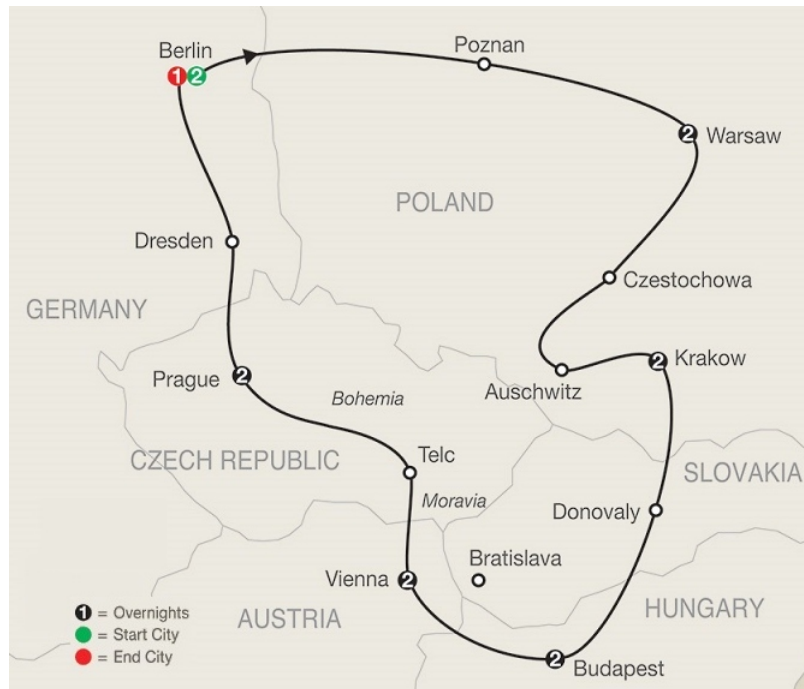 Berlin
1 2
Poznan
2 Warsaw
POLAND
Dresden
Czestochowa
GERMANY
Prague 2
2 Krakow
Auschwitz
Bohemia
CZECH REPUBLIC
Telc
SLOVAKIA
Moravia
Donovaly
Bratislava
Vienna 2
AUSTRIA
HUNGARY
2 Budapest
1 = Overnights
= Start City
= End City